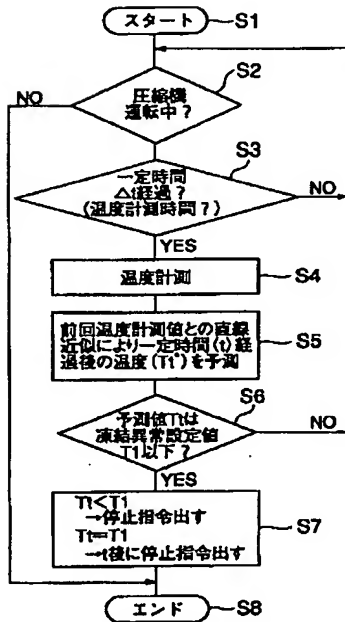 スタート S1
S2
NO
圧縮機
運転中?
S3
一定時間
Δt経過?
(温度計測時間?)
NO
YES
温度計測 S4
前回温度計測値との直線
近似により一定時間(t)経
過後の温度(Tt°)を予測
S5
S6
予測値Ttは
凍結異常設定値
T1以下?
NO
YES
Tt<T1
→停止指令出す
Tt=T1
→t後に停止指令出す
S7
エンド S8